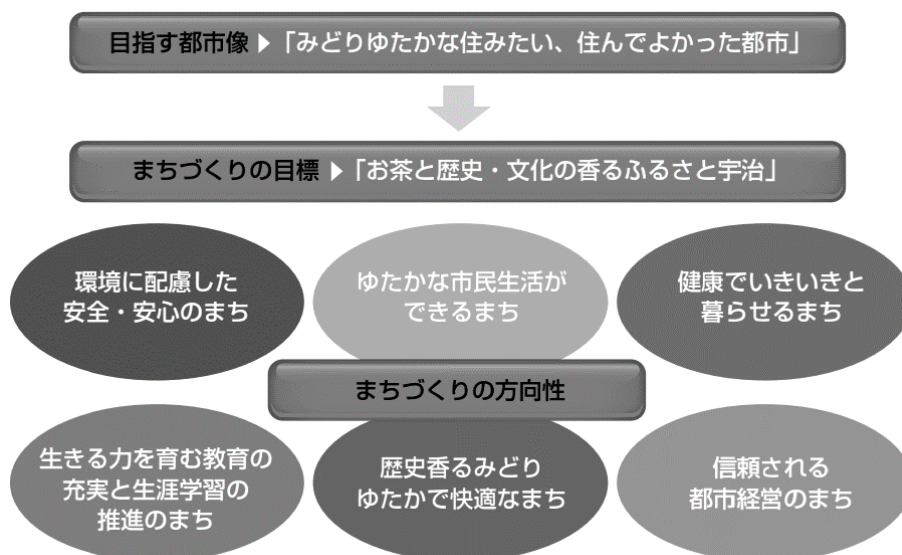 目指す都市像▶「みどりゆたかな住みたい、住んでよかった都市」
まちづくりの目標▶「お茶と歴史・文化の香るふるさと宇治」
環境に配慮した
安全・安心のまち
ゆたかな市民生活が
できるまち
健康でいきいきと
暮らせるまち
まちづくりの方向性
生きる力を育む教育の
充実と生涯学習の
推進のまち
歴史香るみどり
ゆたかで快適なまち
信頼される
都市経営のまち